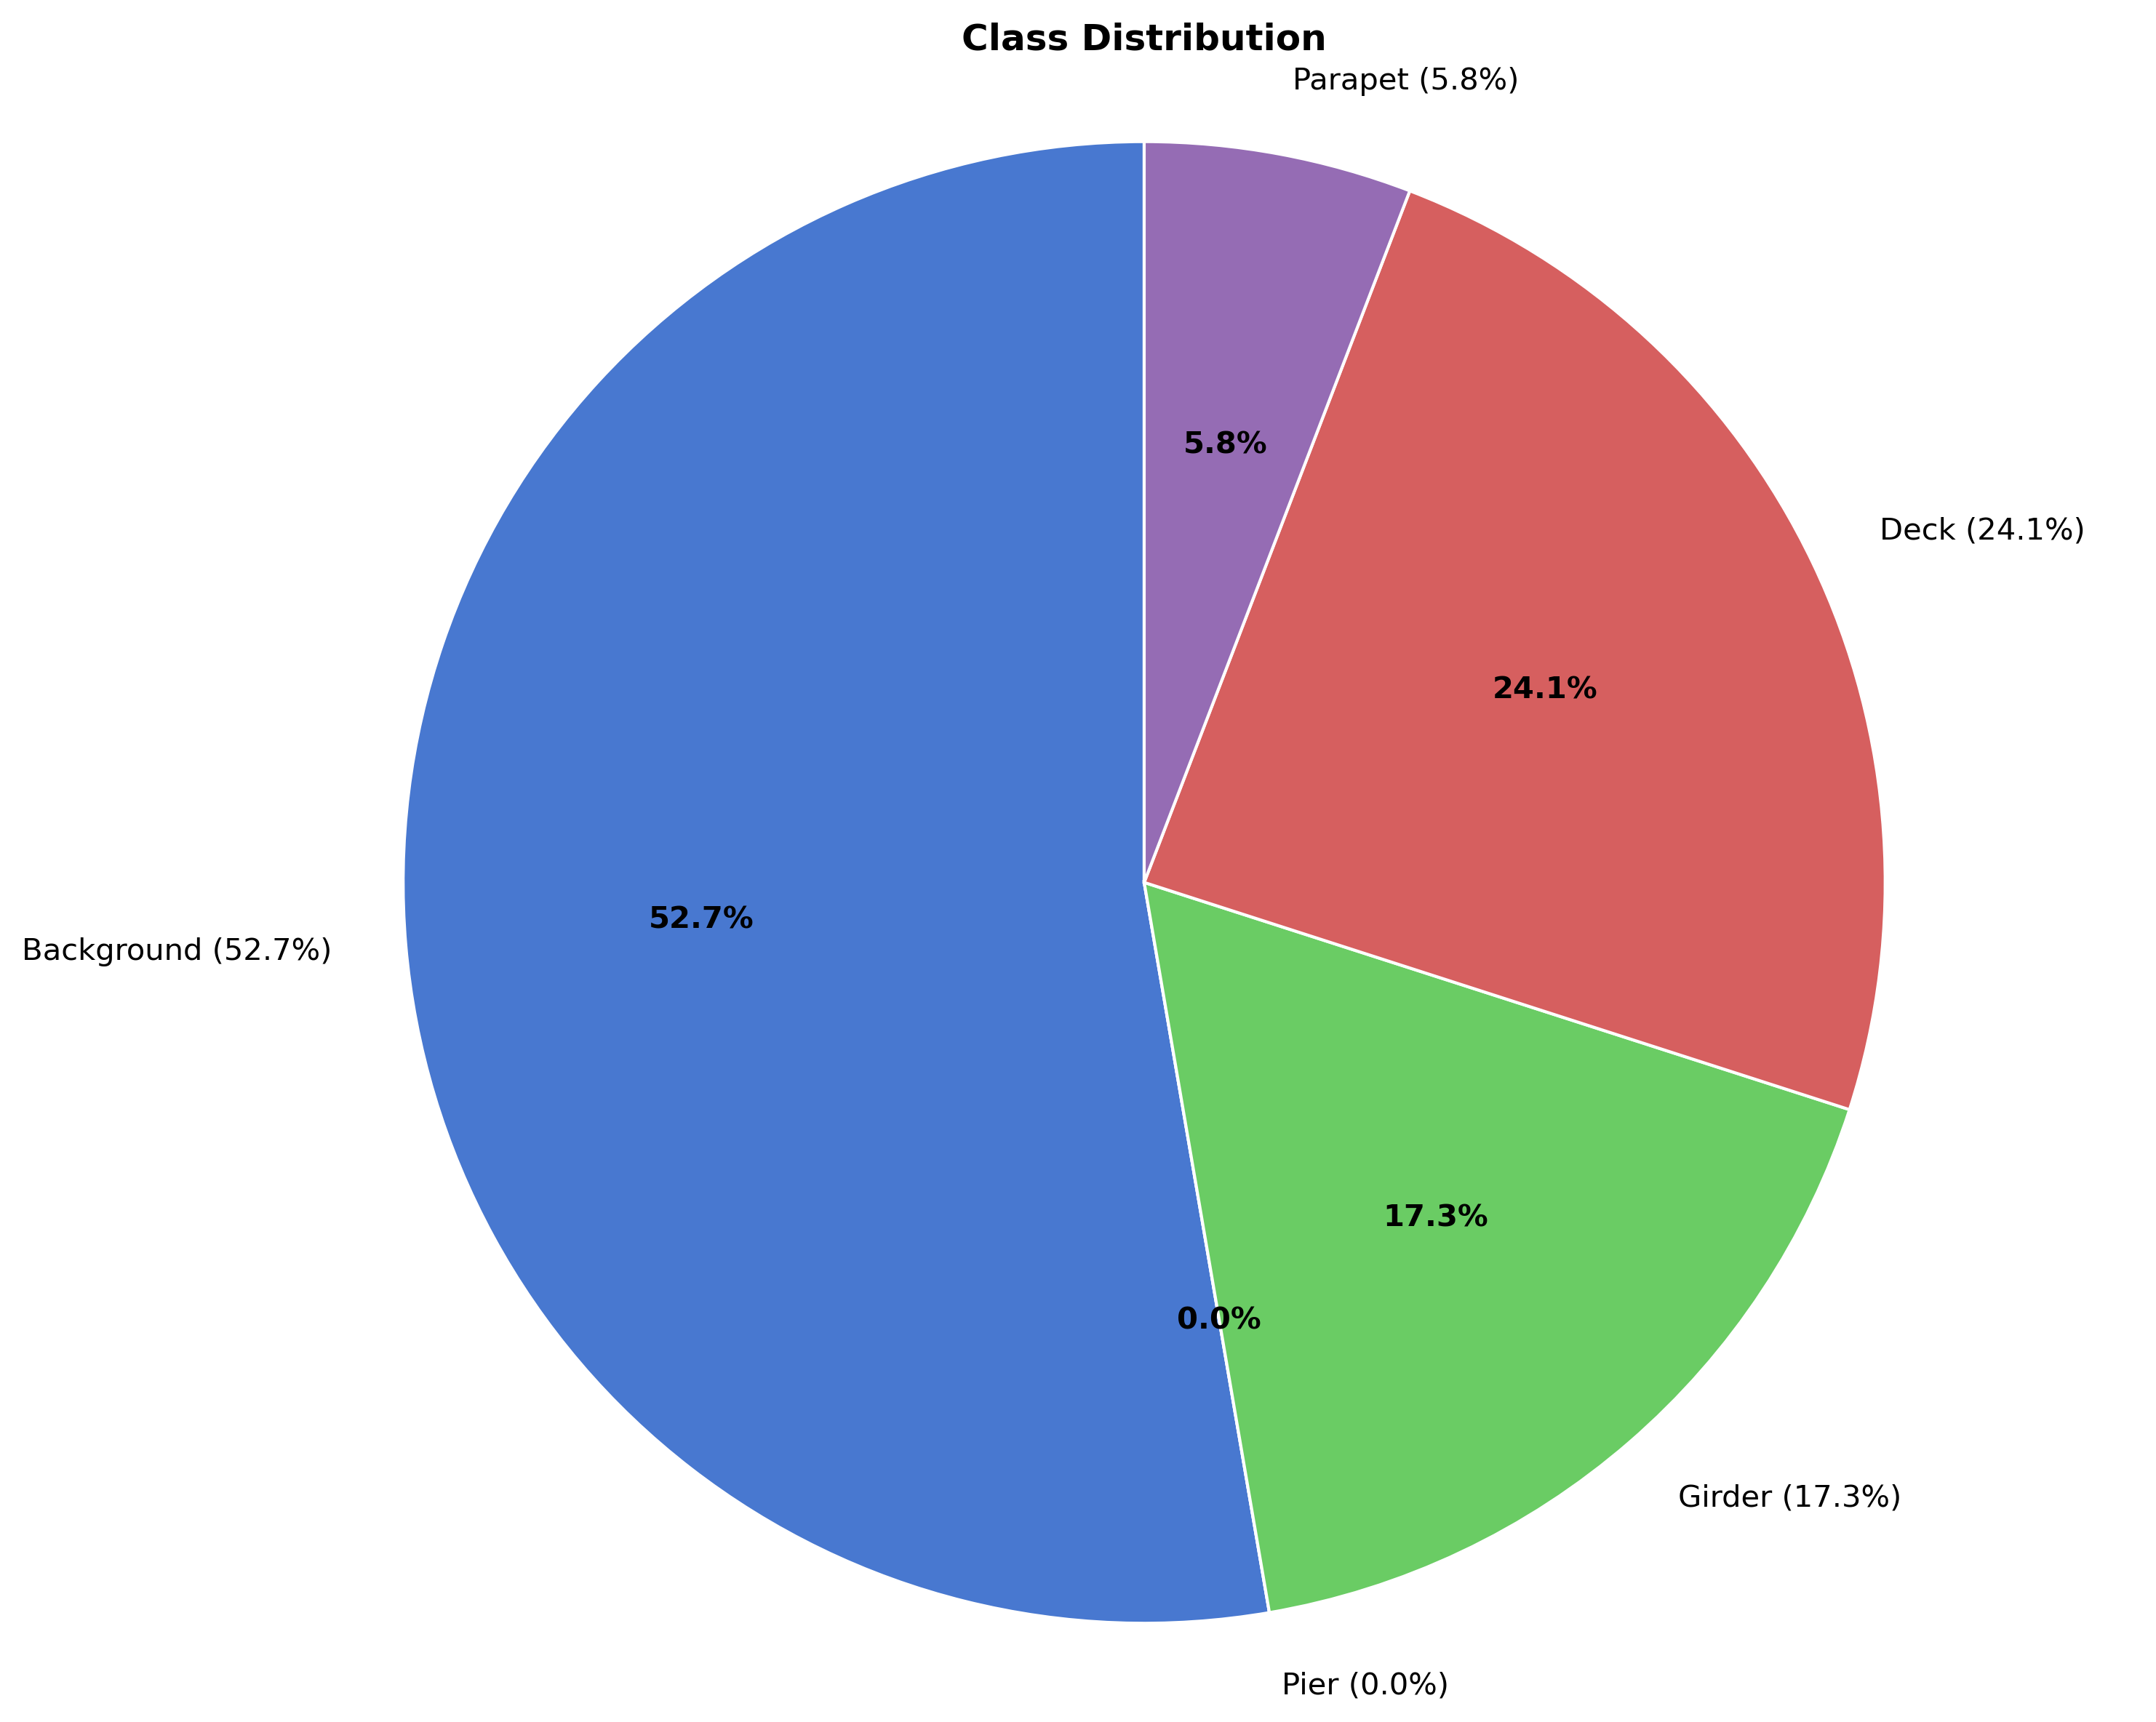 Class Distribution
Parapet (5.8%)
5.8%
Deck (24.1%)
24.1%
52.7%
Background (52.7%)
17.3%
0.0%
Girder (17.3%)
Pier (0.0%)